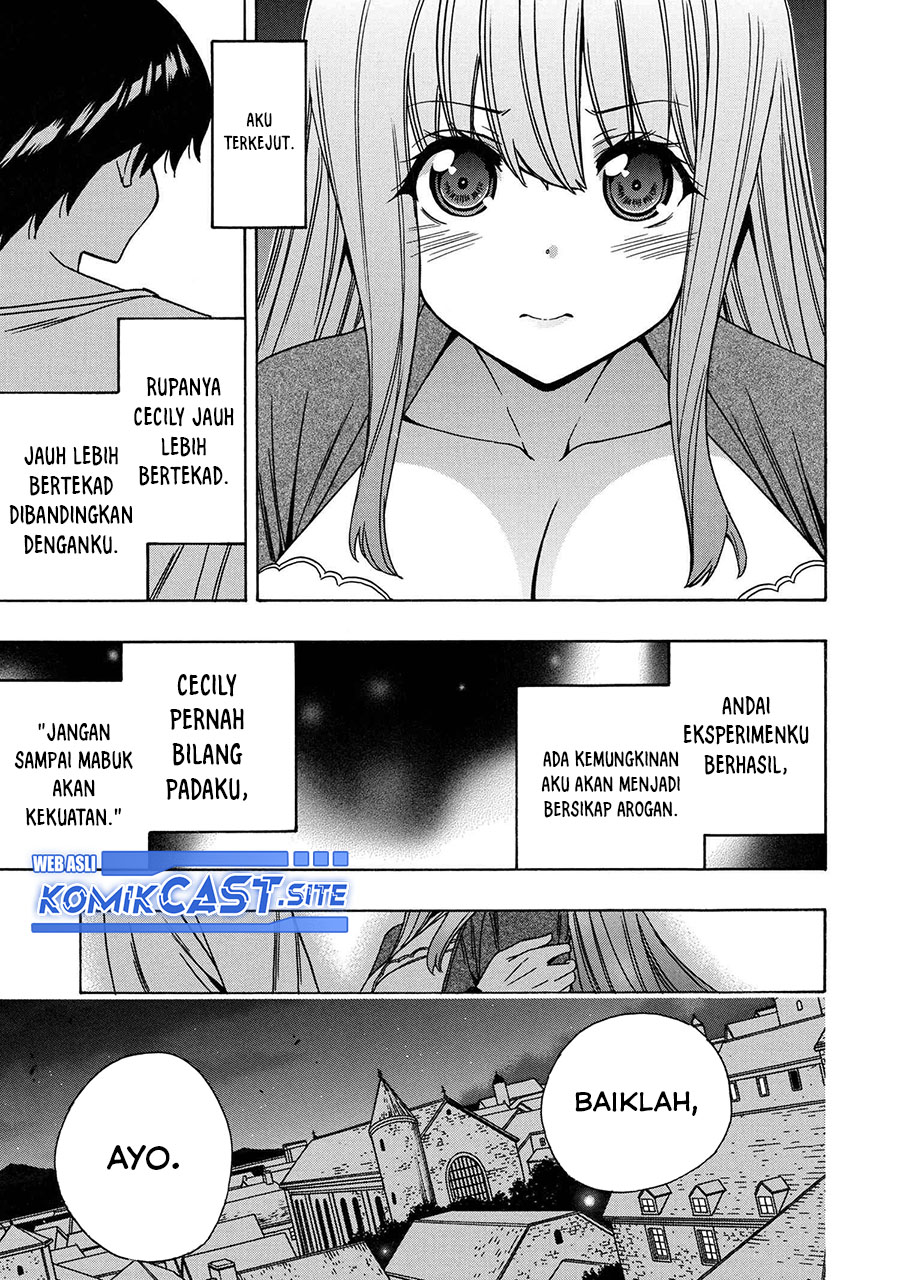 AKU
TERKEJUT.
RUPANYA
CECILY JAUH
LEBIH
BERTEKAD.
JAUH LEBIH
BERTEKAD
DIBANDINGKAN
DENGANKU.
ANDAI
EKSPERIMENKU
BERHASIL,
ADA KEMUNGKINAN
AKU AKAN MENJADI
BERSIKAP AROGAN.
CECILY
PERNAH
BILANG
PADAKU,
"JANGAN
SAMPAI MABUK
AKAN
KEKUATAN."
WEB ASLI
KOMIKCAST.SITE
BAIKLAH,
AYO.